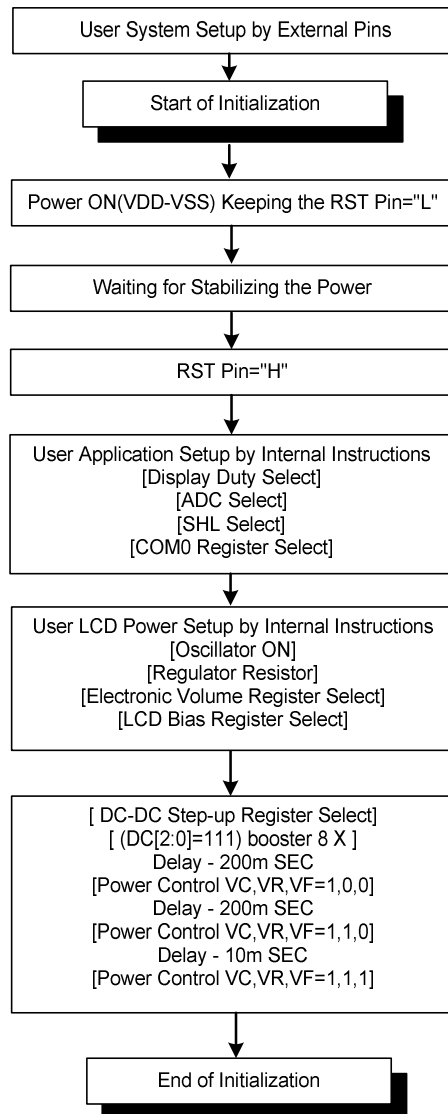 User System Setup by External Pins
Start of Initialization
Power ON(VDD-VSS) Keeping the RST Pin="L"
Waiting for Stabilizing the Power
RST Pin="H"
User Application Setup by Internal Instructions
[Display Duty Select]
[ADC Select]
[SHL Select]
[COM0 Register Select]
User LCD Power Setup by Internal Instructions
[Oscillator ON]
[Regulator Resistor]
[Electronic Volume Register Select]
[LCD Bias Register Select]
[ DC-DC Step-up Register Select]
[ (DC[2:0]=111) booster 8 X ]
Delay - 200m SEC
[Power Control VC,VR,VF=1,0,0]
Delay - 200m SEC
[Power Control VC,VR,VF=1,1,0]
Delay - 10m SEC
[Power Control VC,VR,VF=1,1,1]
End of Initialization